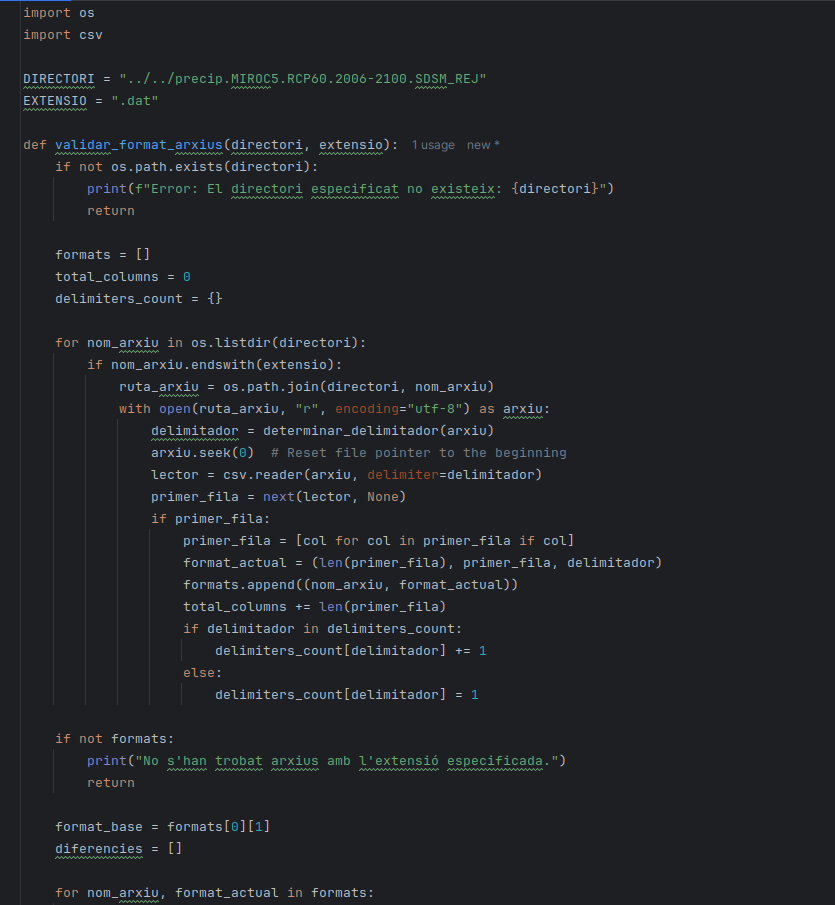 import os
import csv
DIRECTORI = "../../precip.MIROC5.RCP60.2006-2100.SDSM_REJ"
EXTENSIO = ".dat"
def validar_format_arxius(directori, extensio): 1 usage new *
if not os.path.exists(directori):
print(f"Error: El directori especificat no existeix: {directori}")
return
formats = []
total_columns = 0
delimiters_count = {}
for nom_arxiu in os.listdir(directori):
if nom_arxiu.endswith(extensio):
ruta_arxiu = os.path.join(directori, nom_arxiu)
with open(ruta_arxiu, "r", encoding="utf-8") as arxiu:
delimitador = determinar_delimitador(arxiu)
arxiu.seek(0) # Reset file pointer to the beginning
lector = csv.reader(arxiu, delimiter=delimitador)
primer_fila = next(lector, None)
if primer_fila:
primer_fila = [col for col in primer_fila if col]
format_actual = (len(primer_fila), primer_fila, delimitador)
formats.append((nom_arxiu, format_actual))
total_columns += len(primer_fila)
if delimitador in delimiters_count:
delimiters_count[delimitador] += 1
else:
delimiters_count[delimitador] = 1
if not formats:
print("No s'han trobat arxius amb l'extensió especificada.")
return
format_base = formats[0][1]
diferencies = []
for nom_arxiu, format_actual in formats: